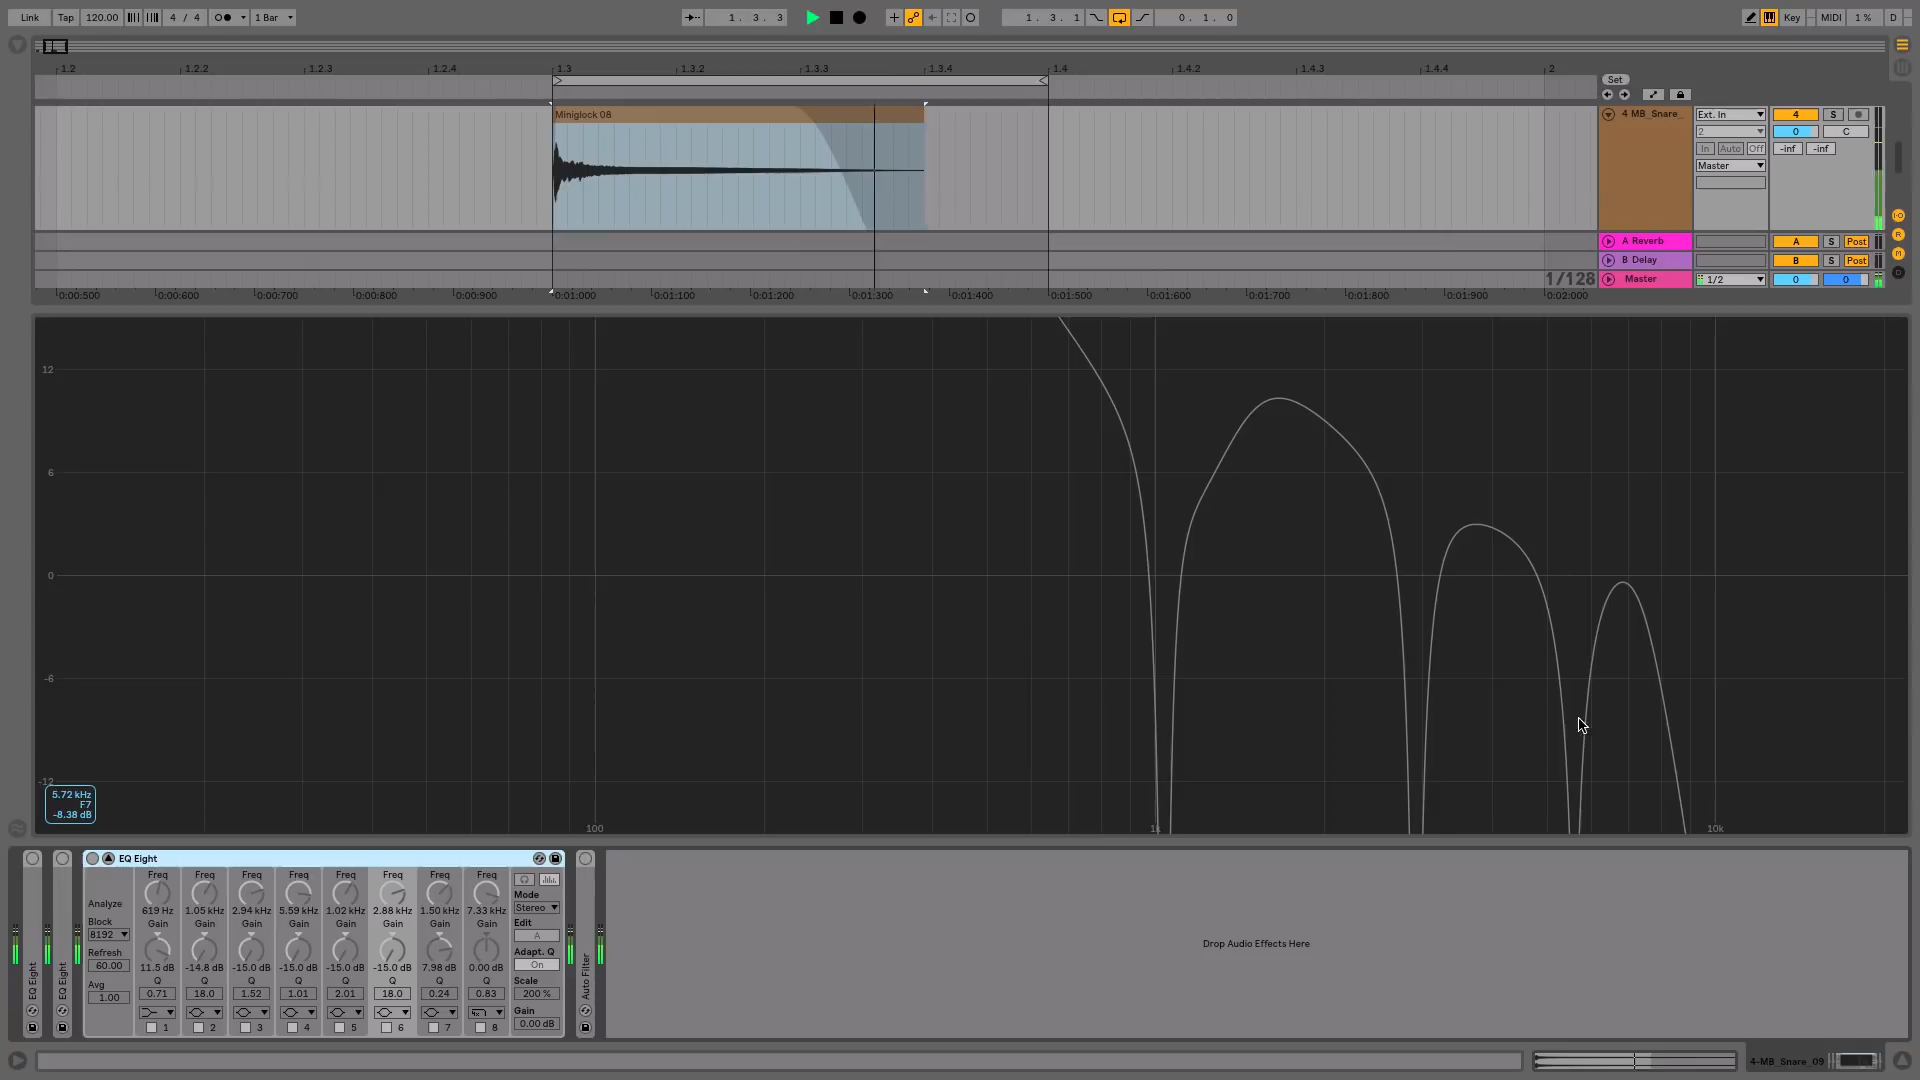 Link Tap 120.00 4 / 4 1 Bar 1 . 3 . 3 1 . 3 . 1 0 . 1 . 0 Key MIDI 1 % D
1.2 1.2.2 1.2.3 1.2.4 1.3 1.3.2 1.3.3 1.3.4 1.4 1.4.2 1.4.3 1.4.4 2
Set
Miniglock 08 4 MB_Snare_ Ext. In 4 S
2 0 C
In Auto Off -inf -inf
Master
A Reverb A S Post
B Delay B S Post
1/128 Master 1/2 0 0
0:00:500 0:00:600 0:00:700 0:00:800 0:00:900 0:01:000 0:01:100 0:01:200 0:01:300 0:01:400 0:01:500 0:01:600 0:01:700 0:01:800 0:01:900 0:02:000
R
M
D
12
6
0
-6
-12
5.72 kHz
F7
-8.38 dB
100 1k 10k
EQ Eight
EQ Eight
EQ Eight
Freq Freq Freq Freq Freq Freq Freq Freq
619 Hz 1.05 kHz 2.94 kHz 5.59 kHz 1.02 kHz 2.88 kHz 1.50 kHz 7.33 kHz
Gain Gain Gain Gain Gain Gain Gain Gain
11.5 dB -14.8 dB -15.0 dB -15.0 dB -15.0 dB -15.0 dB 7.98 dB 0.00 dB
Q Q Q Q Q Q Q Q
0.71 18.0 1.52 1.01 2.01 18.0 0.24 0.83
1 2 3 4 5 6 7 8
Analyze
Block
8192
Refresh
60.00
Avg
1.00
Mode
Stereo
Edit
A
Adapt. Q
On
Scale
200 %
Gain
0.00 dB
Auto Filter
Drop Audio Effects Here
4-MB_Snare_09